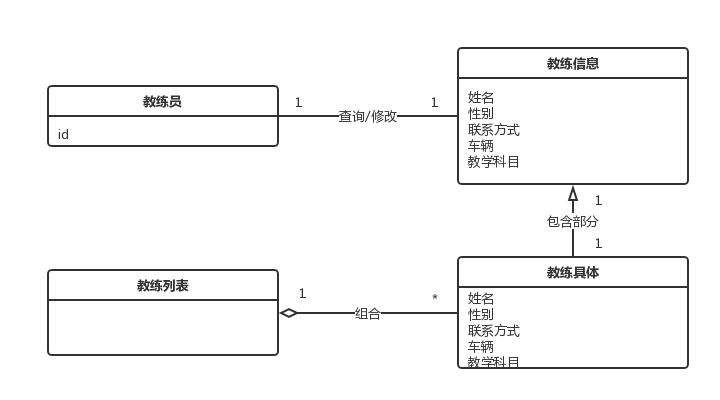 教练员
id
1
查询/修改
1
教练信息
姓名
性别
联系方式
车辆
教学科目
1
包含部分
1
教练列表
1
组合
*
教练具体
姓名
性别
联系方式
车辆
教学科目